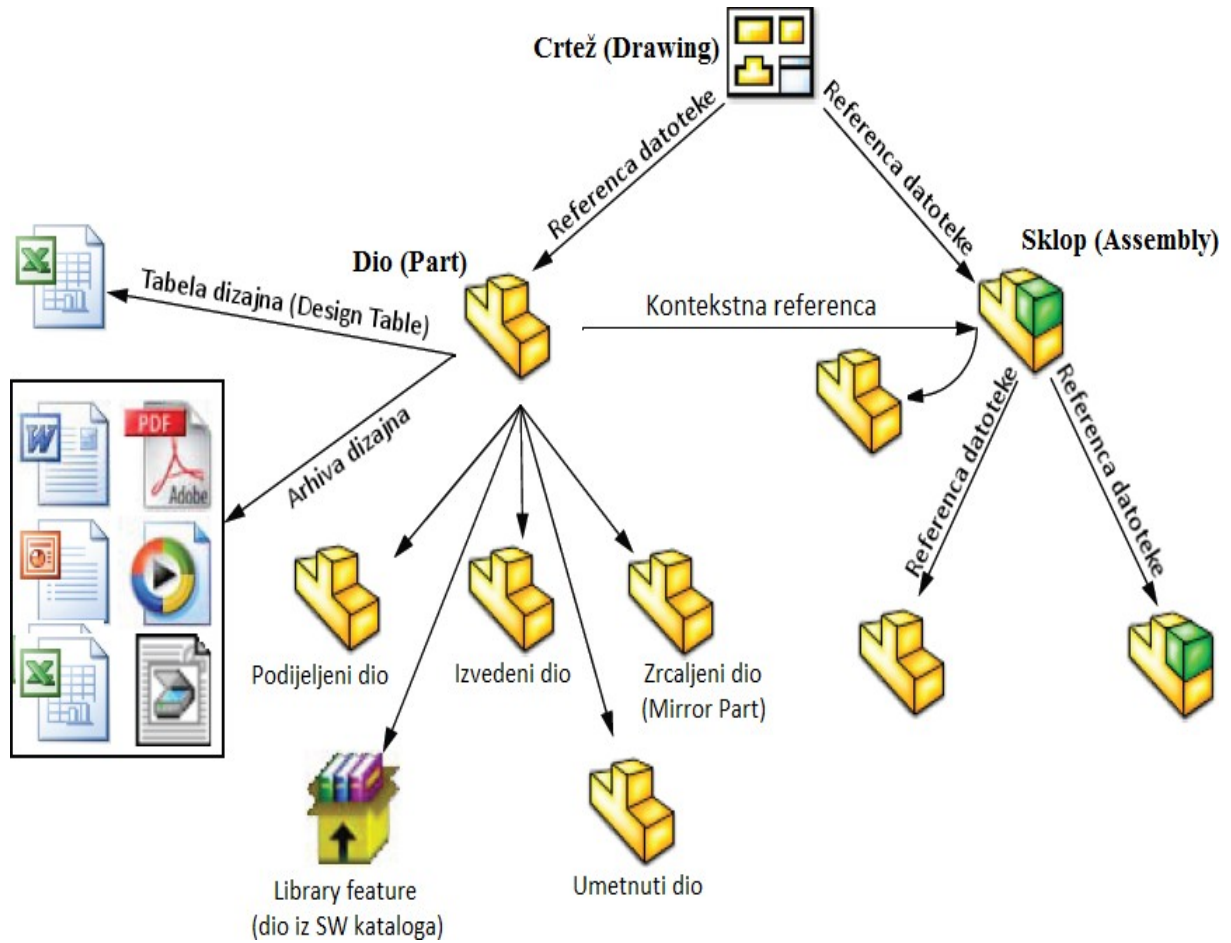 Crtež (Drawing)
Referenca datoteke
Referenca datoteke
Dio (Part)
Sklop (Assembly)
Tabela dizajna (Design Table)
Kontekstna referenca
Arhiva dizajna
PDF
Adobe
Referenca datoteke
Referenca datoteke
Podijeljeni dio
Izvedeni dio
Zrcaljeni dio
(Mirror Part)
Library feature
(dio iz SW kataloga)
Umetnuti dio